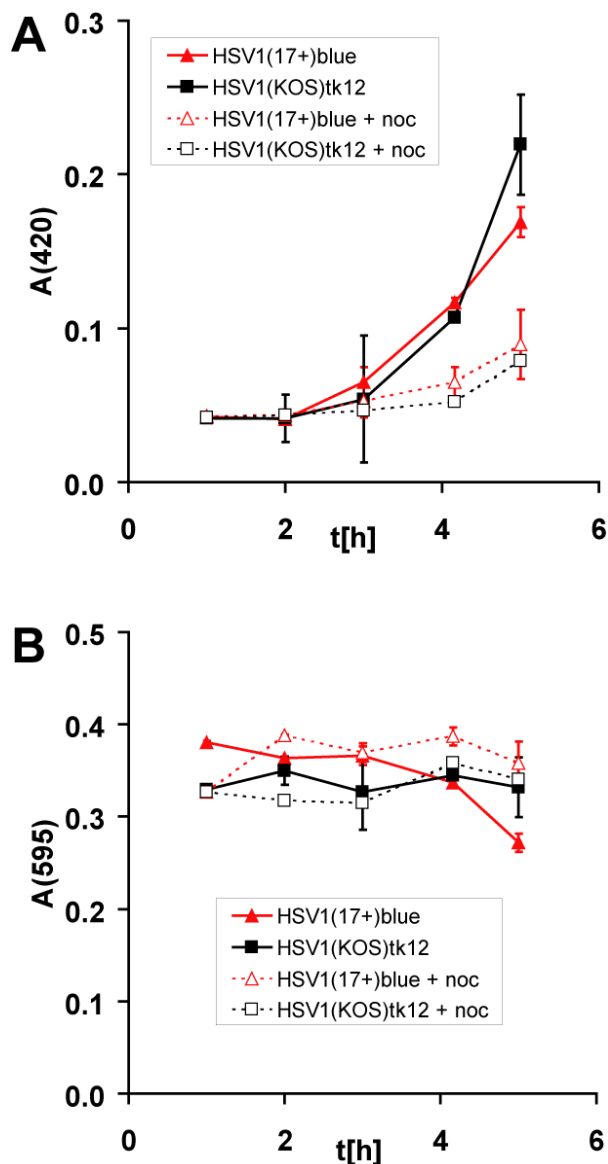 A
0.3
HSV1(17+)blue
HSV1(KOS)tk12
HSV1(17+)blue + noc
HSV1(KOS)tk12 + noc
0.2
A(420)
0.1
0.0
0 2 4 6
t[h]
B
0.5
0.4
0.3
A(595)
0.2
HSV1(17+)blue
HSV1(KOS)tk12
HSV1(17+)blue + noc
HSV1(KOS)tk12 + noc
0.1
0.0
0 2 4 6
t[h]